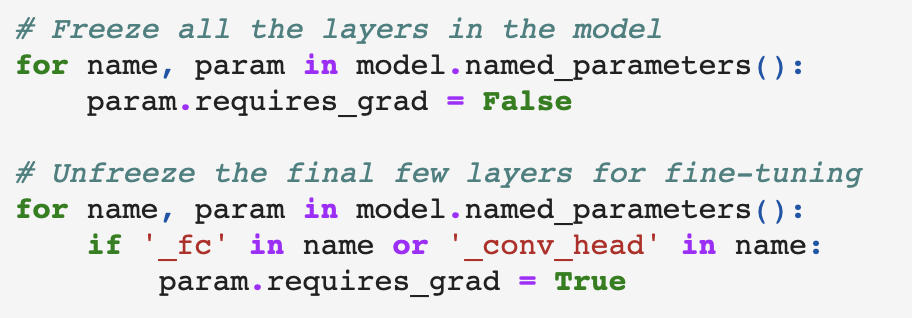 # Freeze all the layers in the model
for name, param in model.named_parameters():
    param.requires_grad = False

# Unfreeze the final few layers for fine-tuning
for name, param in model.named_parameters():
    if '_fc' in name or '_conv_head' in name:
        param.requires_grad = True